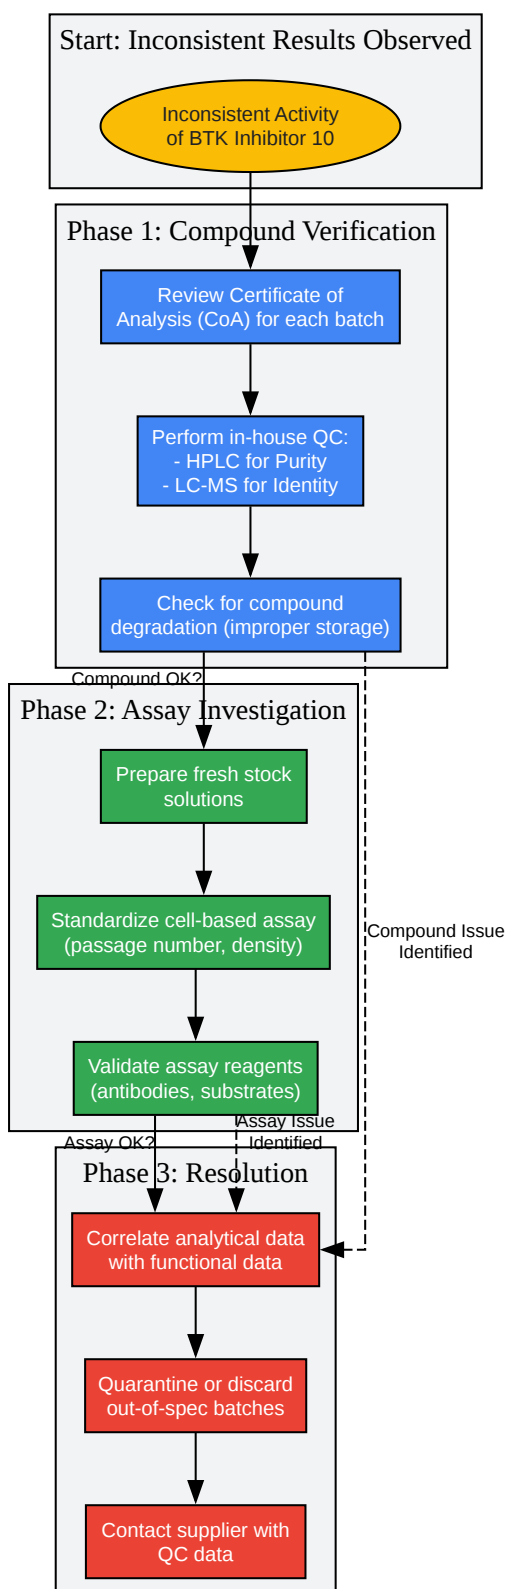 Start: Inconsistent Results Observed
Inconsistent Activity
of BTK Inhibitor 10
Phase 1: Compound Verification
Review Certificate of
Analysis (CoA) for each batch
Perform in-house QC:
- HPLC for Purity
- LC-MS for Identity
Check for compound
degradation (improper storage)
Compound OK?
Phase 2: Assay Investigation
Prepare fresh stock
solutions
Standardize cell-based assay
(passage number, density)
Compound Issue
Identified
Validate assay reagents
(antibodies, substrates)
Assay OK?
Assay Issue
Identified
Phase 3: Resolution
Correlate analytical data
with functional data
Quarantine or discard
out-of-spec batches
Contact supplier with
QC data